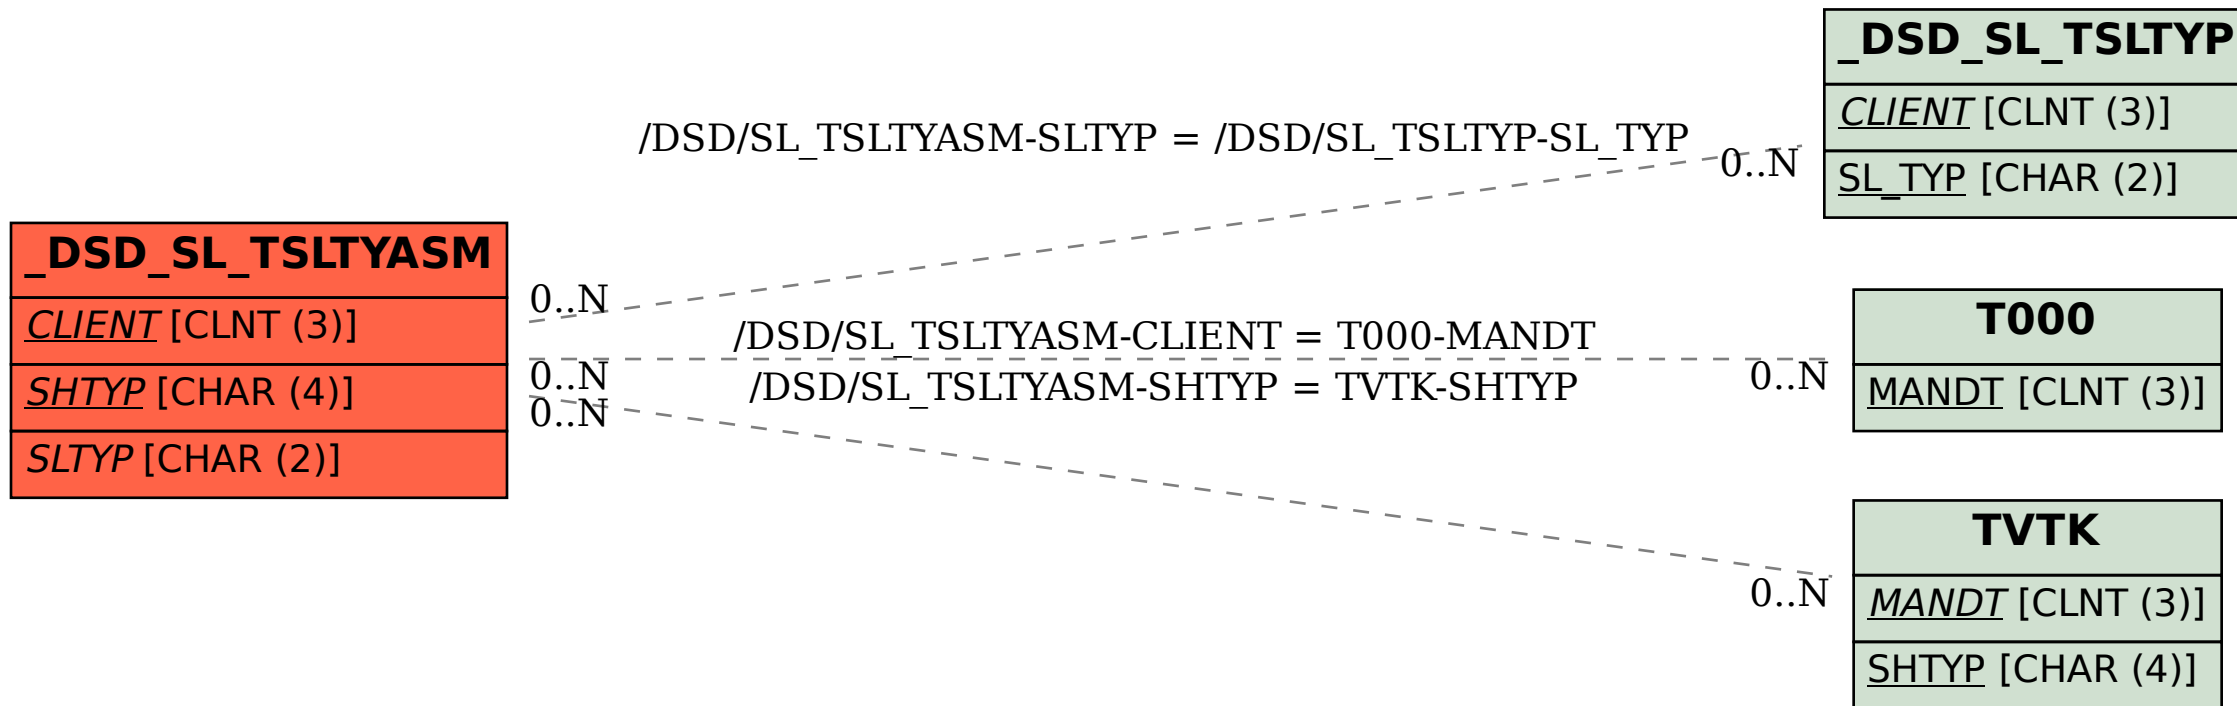 _DSD_SL_TSLTYP
CLIENT [CLNT (3)]
SL_TYP [CHAR (2)]
/DSD/SL_TSLTYASM-SLTYP = /DSD/SL_TSLTYP-SL_TYP
0..N
_DSD_SL_TSLTYASM
CLIENT [CLNT (3)]
SHTYP [CHAR (4)]
SLTYP [CHAR (2)]
0..N
/DSD/SL_TSLTYASM-CLIENT = T000-MANDT
0..N
0..N
/DSD/SL_TSLTYASM-SHTYP = TVTK-SHTYP
0..N
T000
MANDT [CLNT (3)]
0..N
TVTK
MANDT [CLNT (3)]
SHTYP [CHAR (4)]